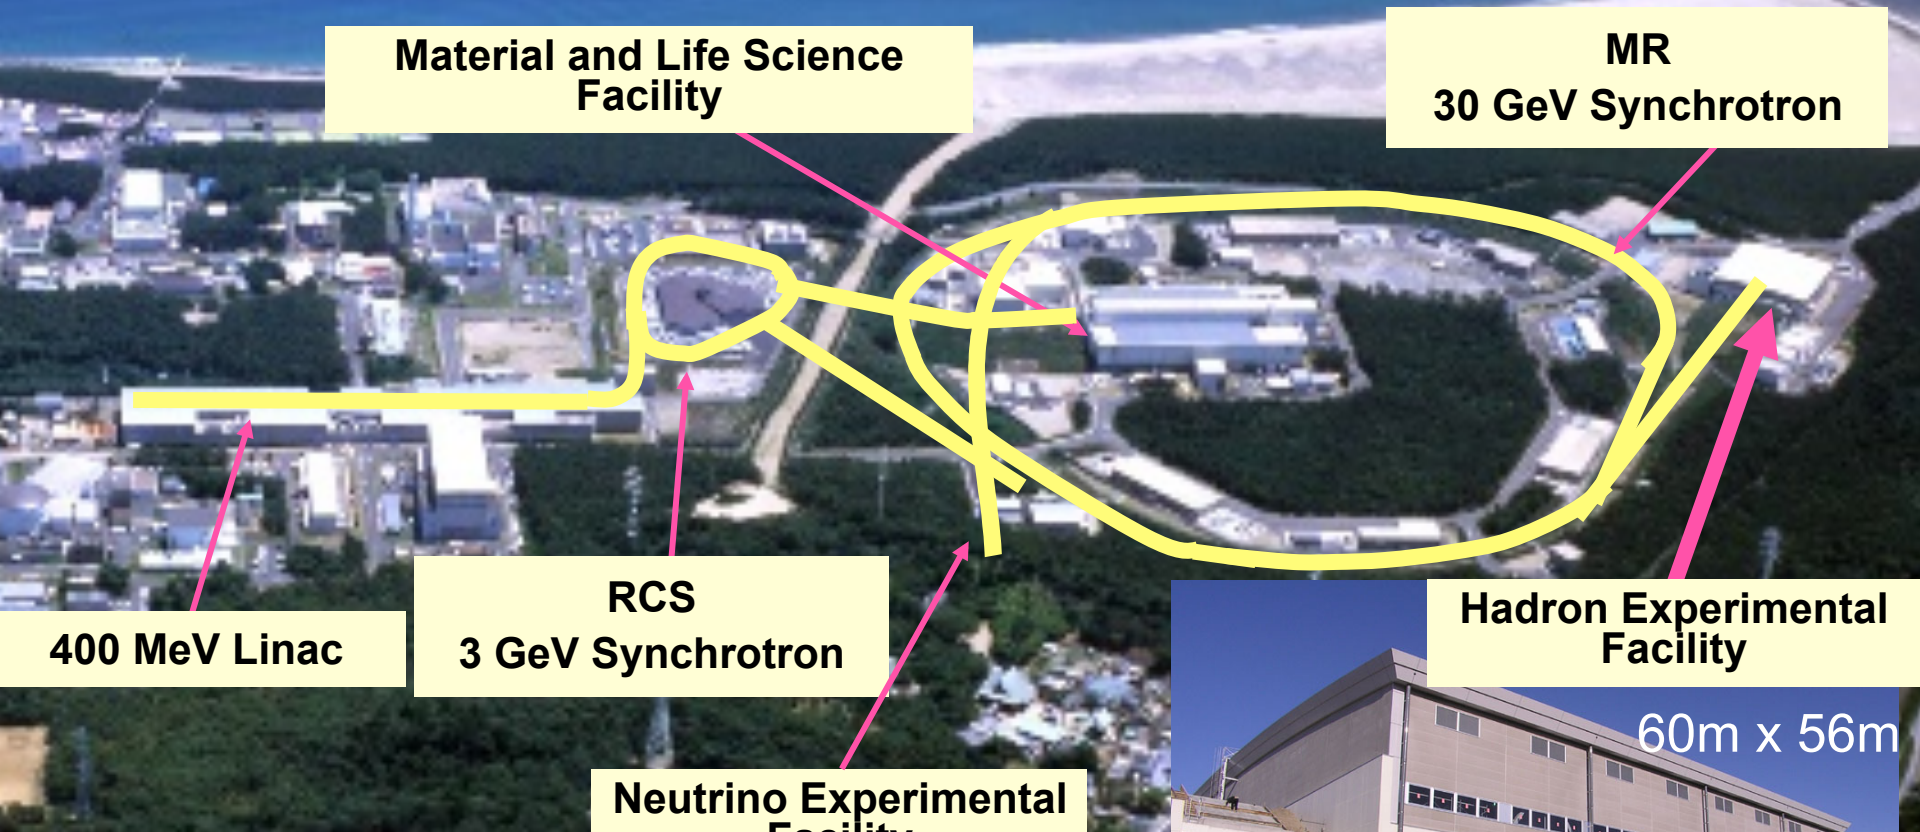 Material and Life Science
Facility
MR
30 GeV Synchrotron
400 MeV Linac
RCS
3 GeV Synchrotron
Hadron Experimental
Facility
60m x 56m
Neutrino Experimental
Facility